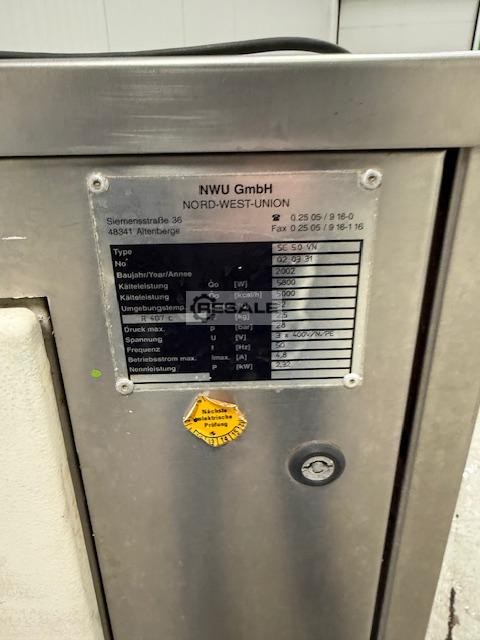 NWU GmbH
NORD-WEST-UNION
Siemensstraße 36 ☎ 0 25 05 / 9 16-0
48341 Altenberge Fax 0 25 05 / 9 16-1 16
Type SE 50 VN
No 02 03 31
Baujahr/Year/Annee 2002
Kälteleistung Qo [W] 5800
Kälteleistung Qo [kcal/h] 5000
Umgebungstemp.
R 407 c [kg] 2,5
Druck max. p [bar] 28
Spannung U [V] 3 x 400V/N/PE
Frequenz f [Hz] 50
Betriebsstrom max. Imax. [A] 4,8
Nennleistung P [kW] 2,32
RESALE
Nächste
elektrische
Prüfung